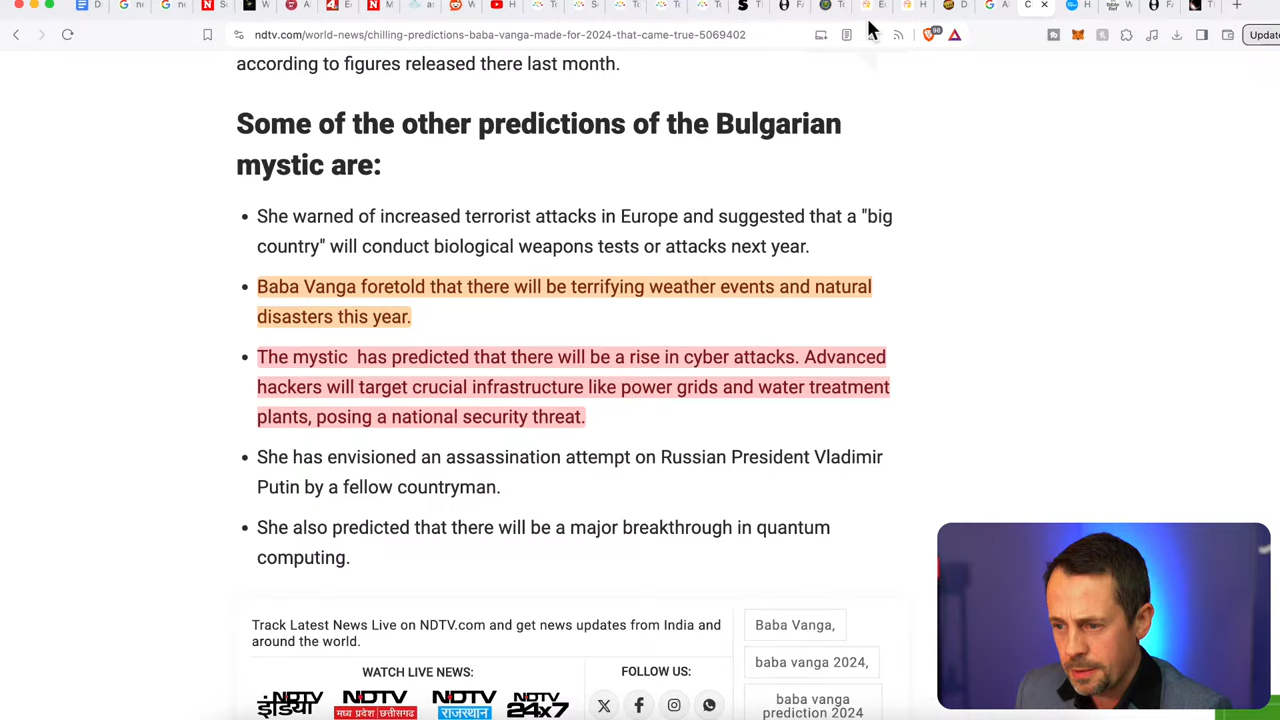 ndtv.com/world-news/chilling-predictions-baba-vanga-made-for-2024-that-came-true-5069402
98
Update
according to figures released there last month.
Some of the other predictions of the Bulgarian
mystic are:
• She warned of increased terrorist attacks in Europe and suggested that a "big
country" will conduct biological weapons tests or attacks next year.
• Baba Vanga foretold that there will be terrifying weather events and natural
disasters this year.
• The mystic has predicted that there will be a rise in cyber attacks. Advanced
hackers will target crucial infrastructure like power grids and water treatment
plants, posing a national security threat.
• She has envisioned an assassination attempt on Russian President Vladimir
Putin by a fellow countryman.
• She also predicted that there will be a major breakthrough in quantum
computing.
Track Latest News Live on NDTV.com and get news updates from India and
around the world.
WATCH LIVE NEWS:
FOLLOW US:
NDTV इंडिया
NDTV मध्य प्रदेश | छत्तीसगढ़
NDTV राजस्थान
NDTV 24x7
Baba Vanga,
baba vanga 2024,
baba vanga
prediction 2024